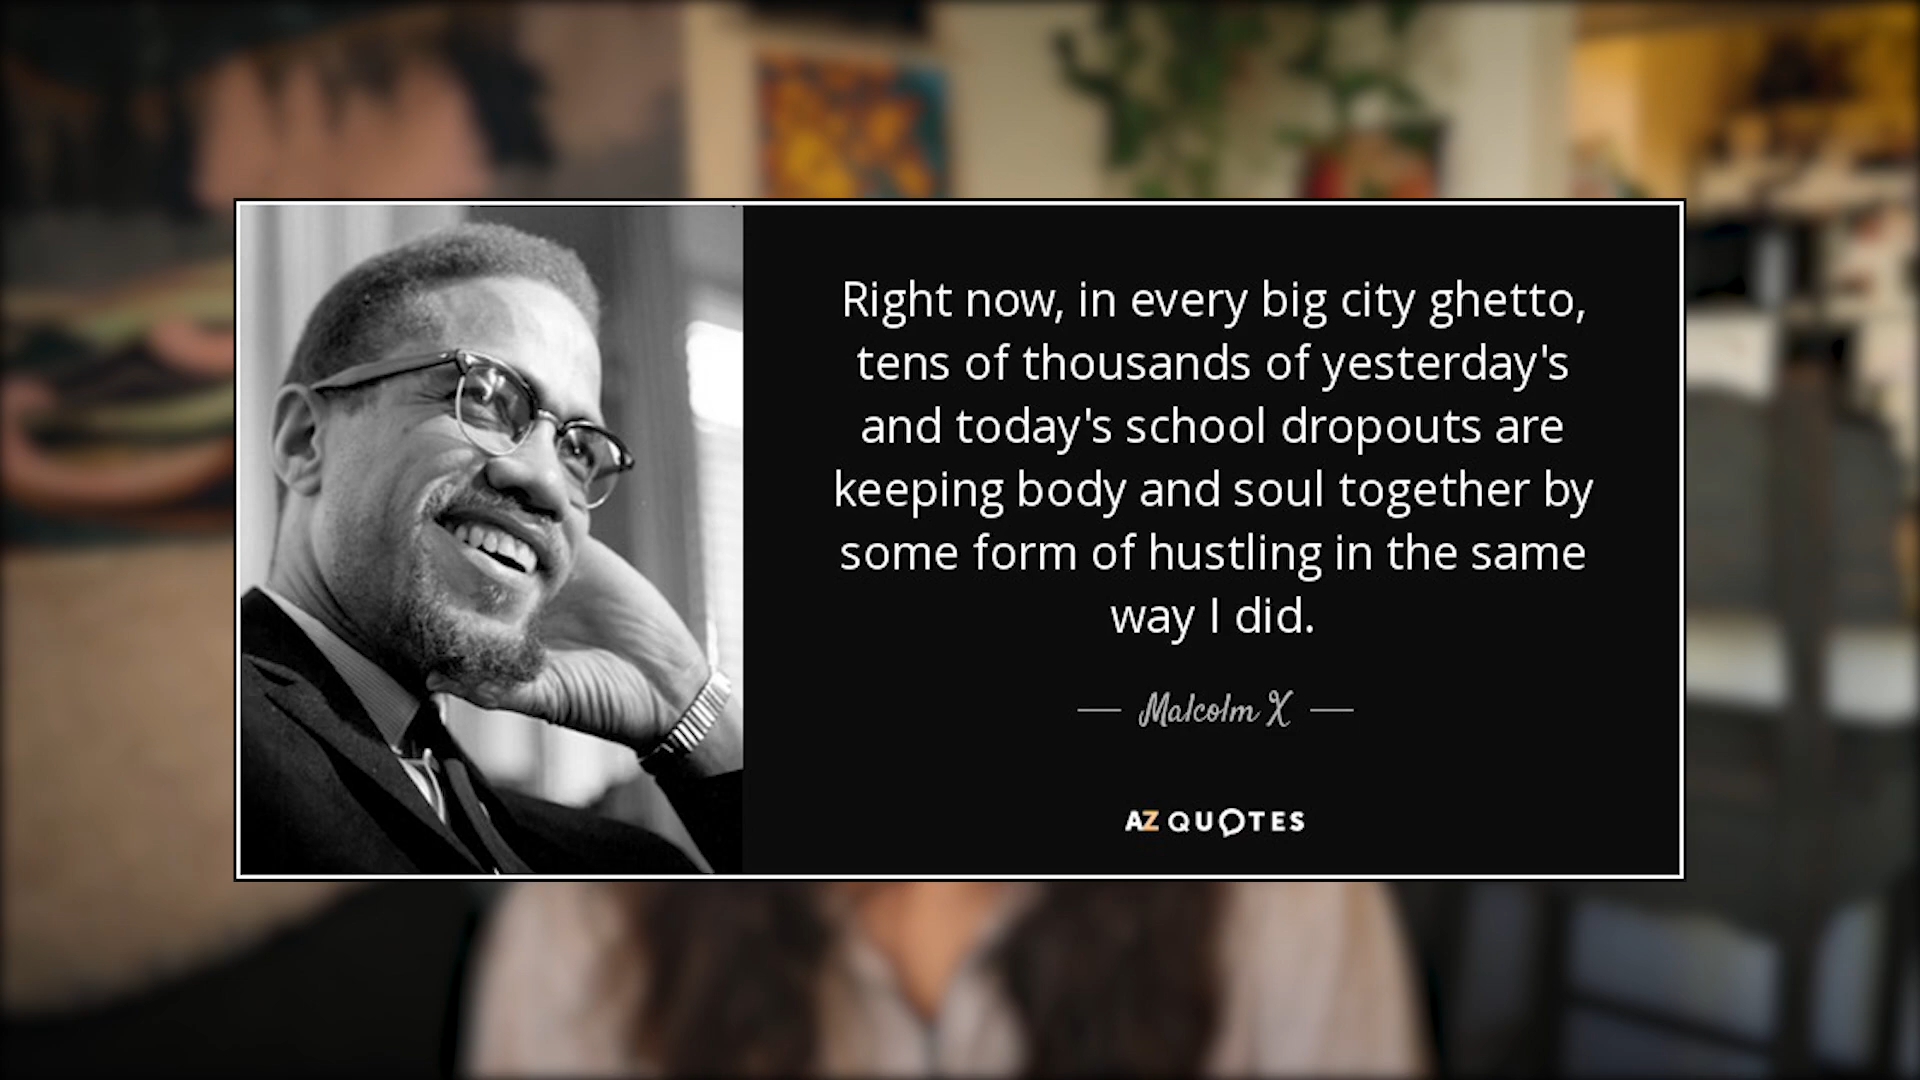 Right now, in every big city ghetto,
tens of thousands of yesterday's
and today's school dropouts are
keeping body and soul together by
some form of hustling in the same
way I did.
Malcolm X
AZ QUOTES